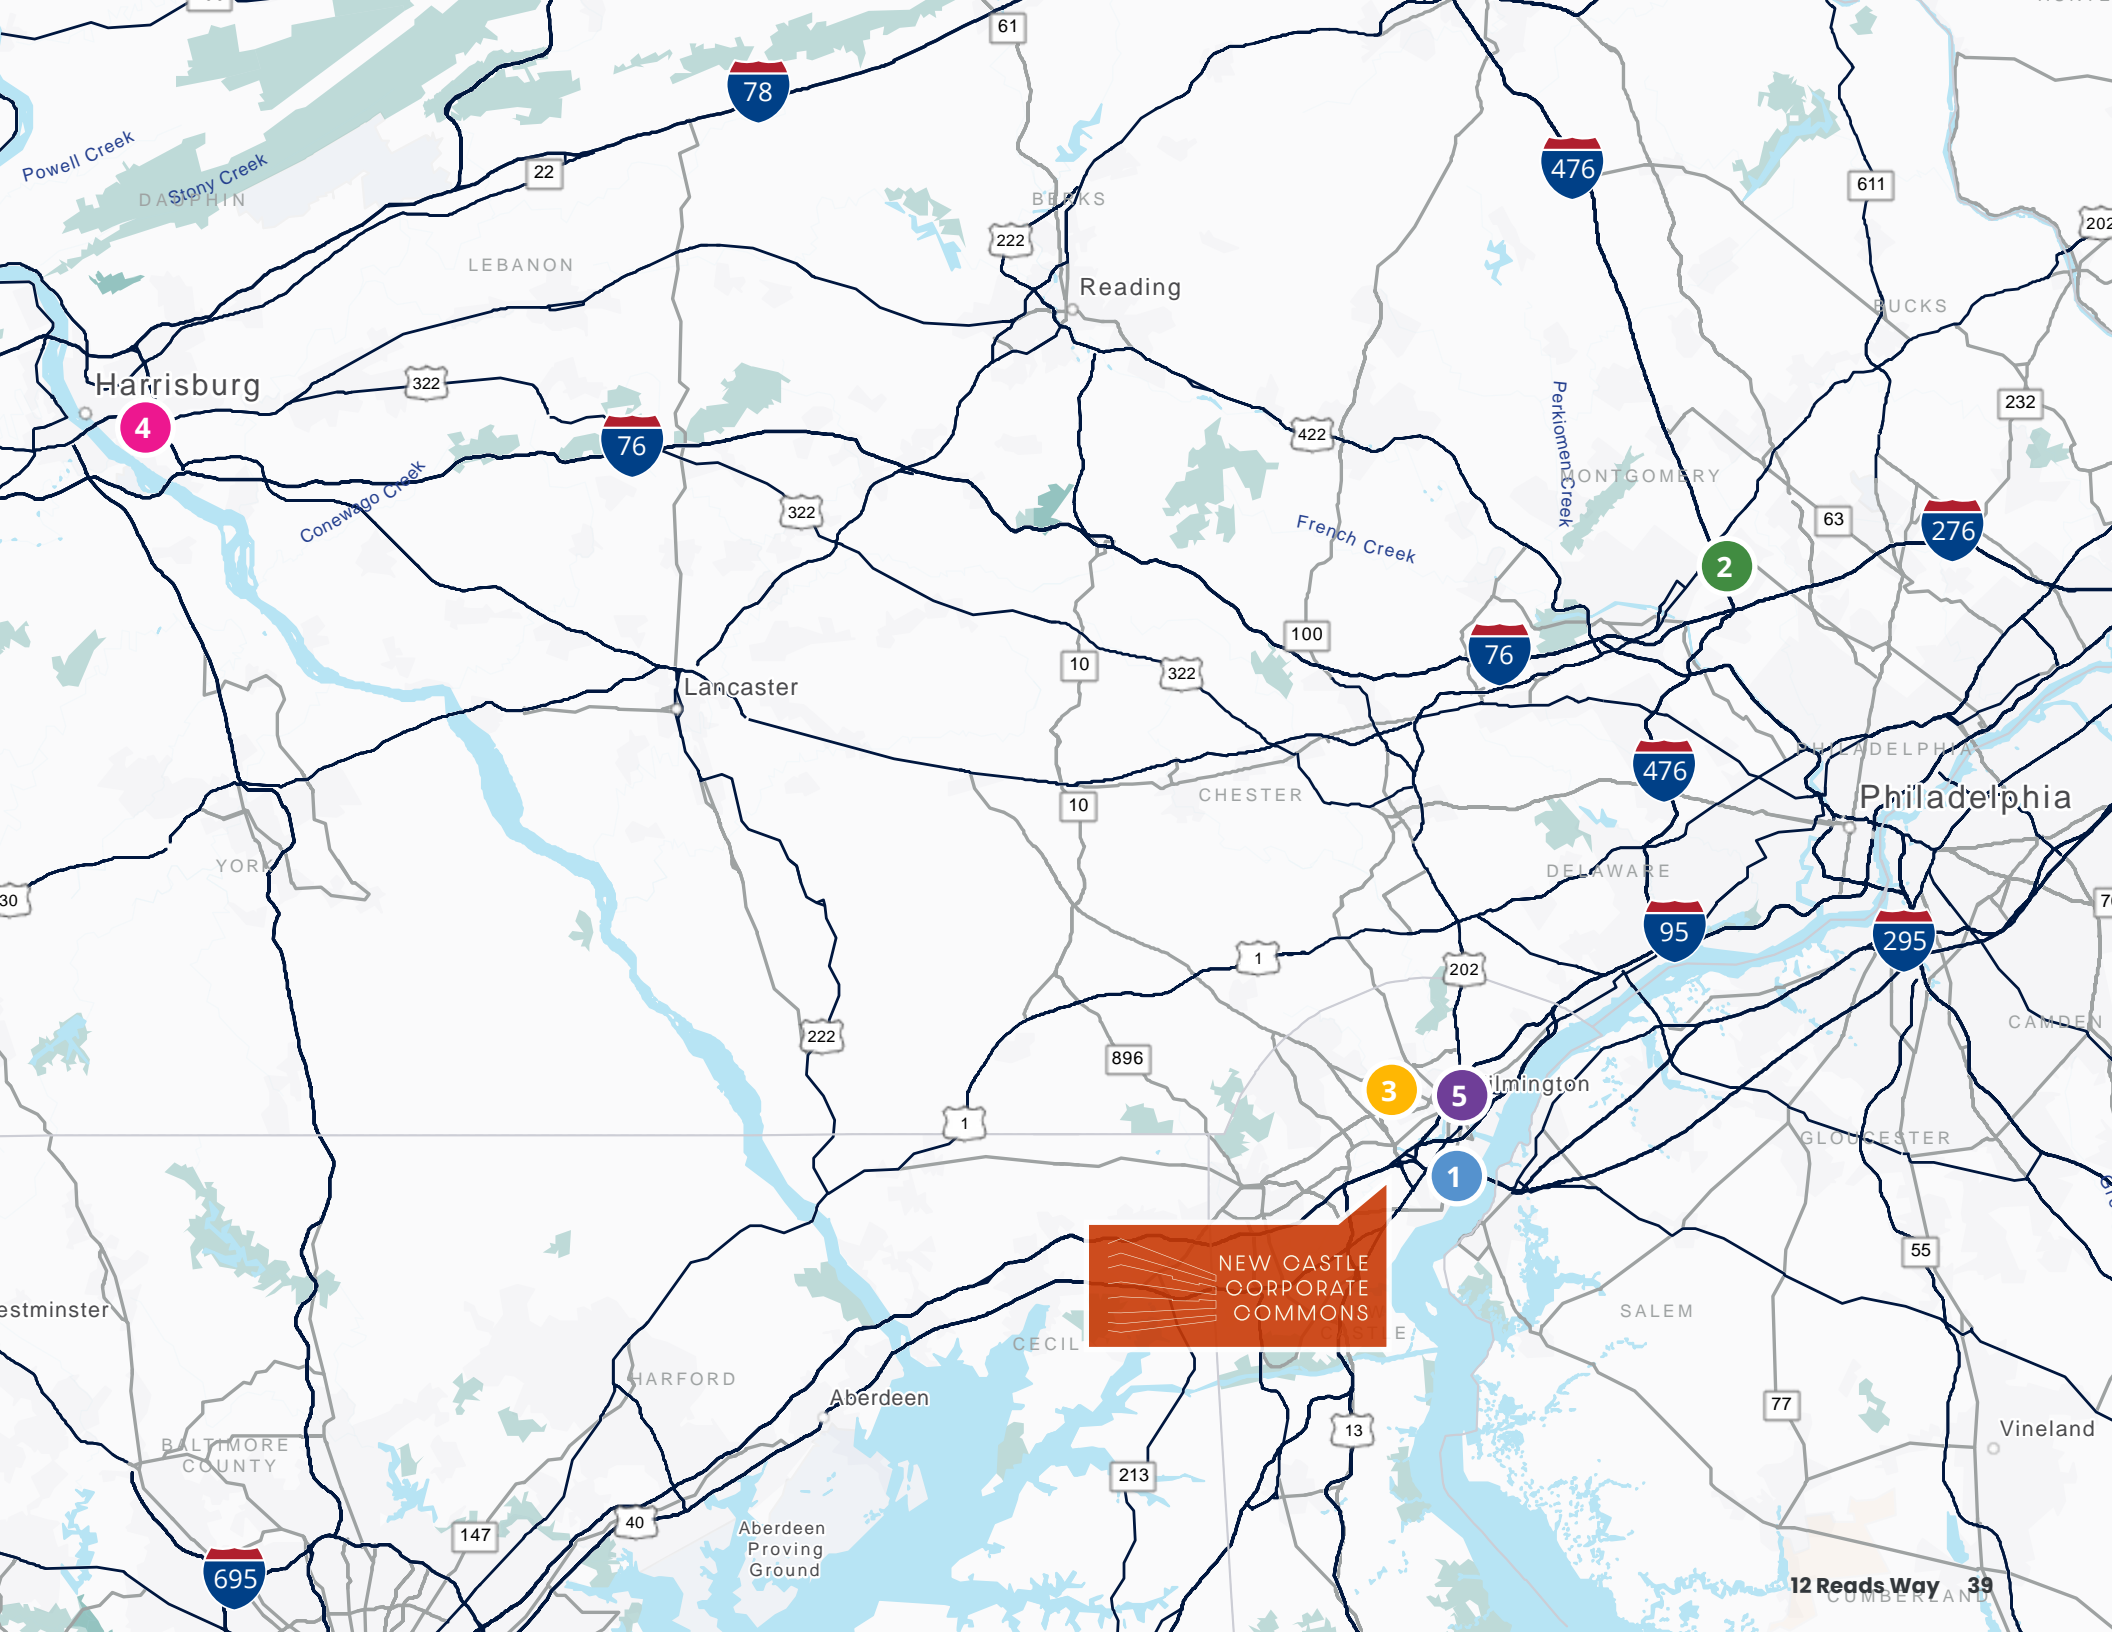 61
78
476
Powell Creek
Stony Creek
DAUPHIN
22
611
BERKS
202
222
LEBANON
Reading
BUCKS
Harrisburg
322
4
76
422
Perkiomen Creek
232
MONTGOMERY
Conewago Creek
322
French Creek
63
276
2
100
10
322
76
Lancaster
PHILADELPHIA
476
10
CHESTER
Philadelphia
YORK
DELAWARE
30
95
295
1
202
222
CAMDEN
896
3
5
ilmington
1
GLOUCESTER
1
NEW CASTLE
CORPORATE
COMMONS
55
estminster
SALEM
CECIL
HARFORD
Aberdeen
77
13
Vineland
BALTIMORE
COUNTY
213
40
147
Aberdeen
Proving
Ground
695
12 Reads Way 39
CUMBERLAND